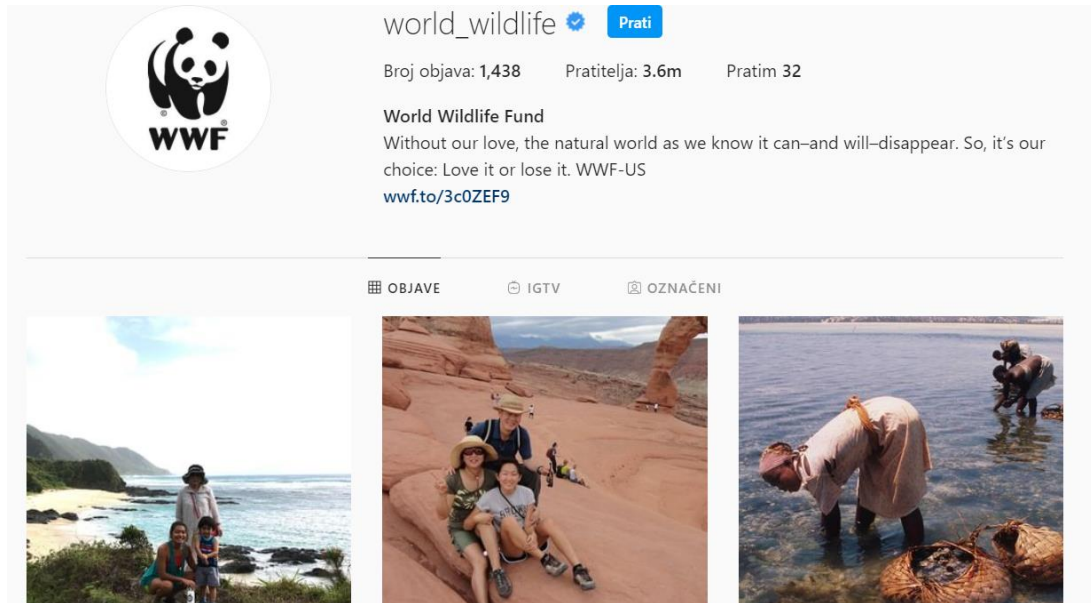 WWF
world_wildlife
Prati
Broj objava: 1,438
Pratitelja: 3.6m
Pratim 32
World Wildlife Fund
Without our love, the natural world as we know it can–and will–disappear. So, it's our
choice: Love it or lose it. WWF-US
wwf.to/3c0ZEF9
OBJAVE
IGTV
OZNAČENI